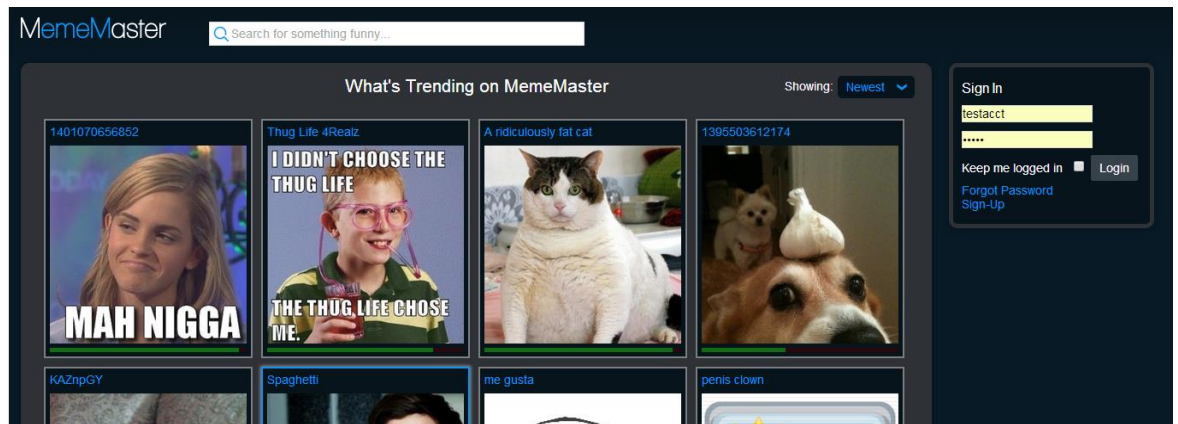 MemeMaster
Search for something funny...
What's Trending on MemeMaster
Showing: Newest
Sign In
testacct
•••••
Keep me logged in
Login
Forgot Password
Sign-Up
1401070656852
MAH NIGGA
Thug Life 4Realz
I DIDN'T CHOOSE THE
THUG LIFE
THE THUG LIFE CHOSE
ME.
A ridiculously fat cat
1395503612174
KAZnpGY
Spaghetti
me gusta
penis clown